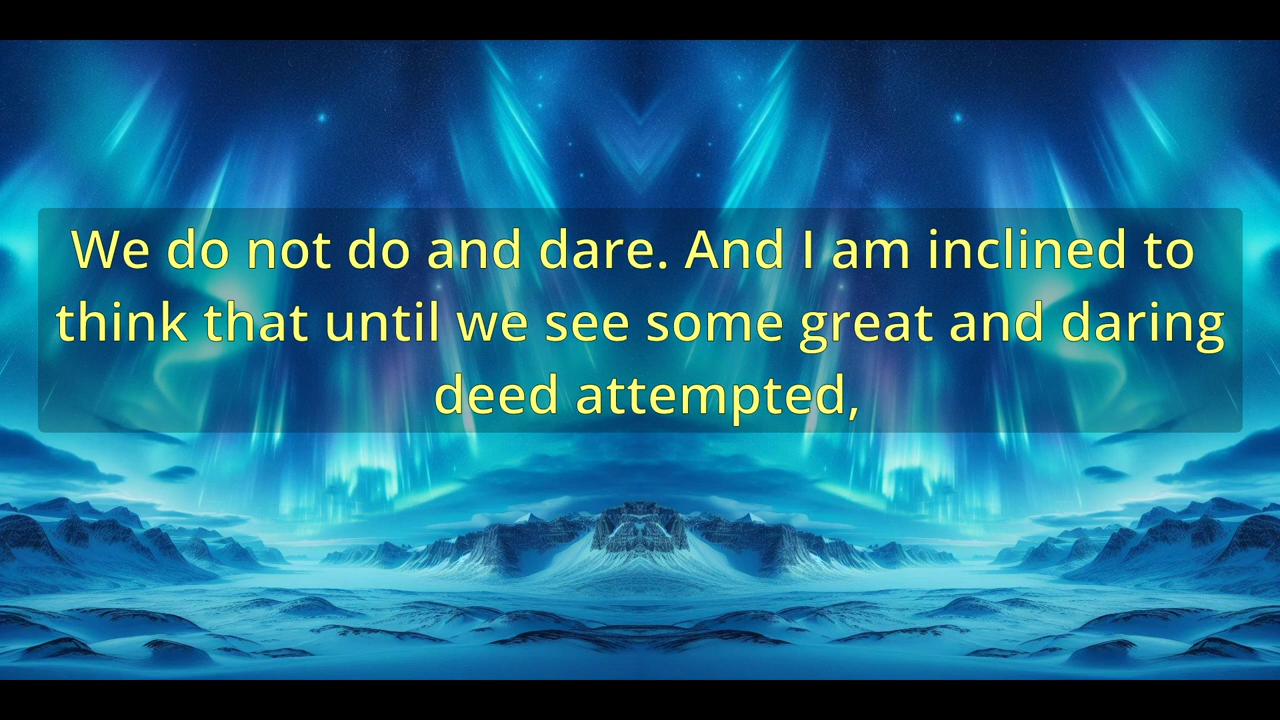 We do not do and dare. And I am inclined to
think that until we see some great and daring
deed attempted,